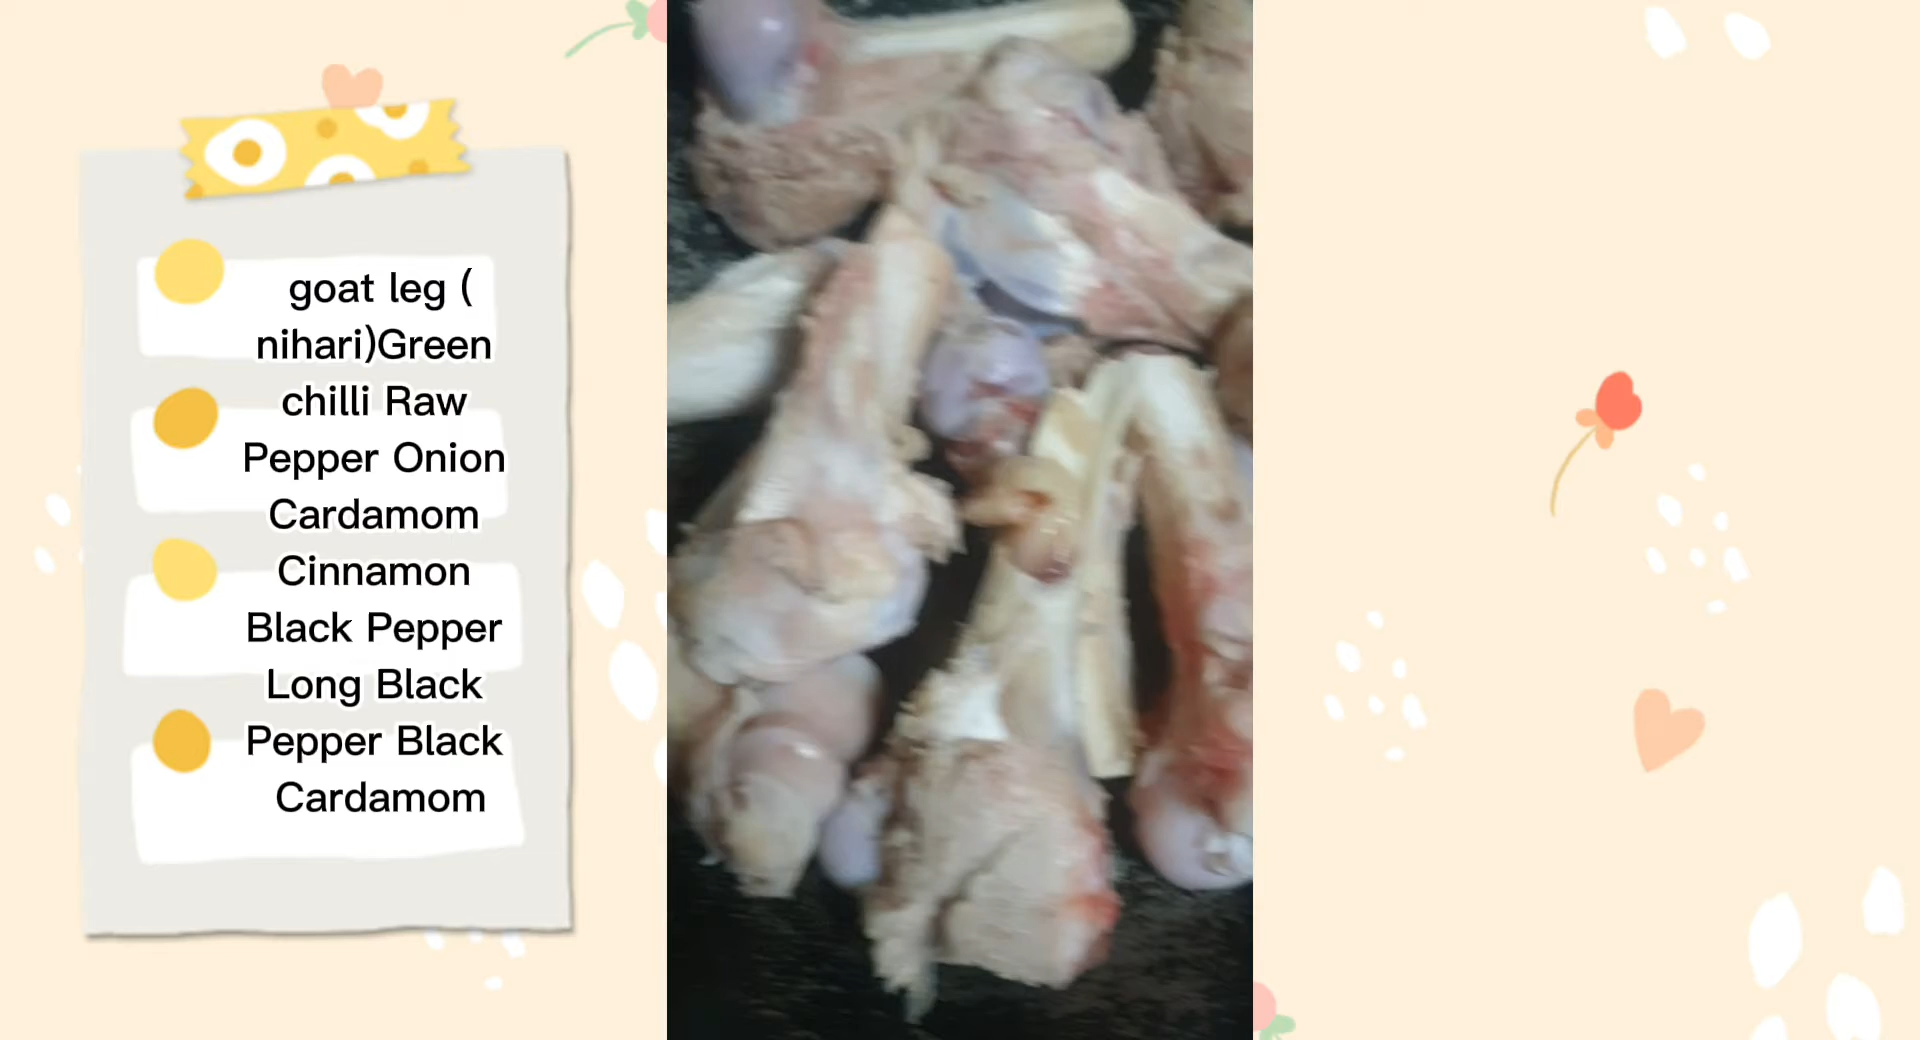 goat leg (
nihari)Green
chilli Raw
Pepper Onion
Cardamom
Cinnamon
Black Pepper
Long Black
Pepper Black
Cardamom